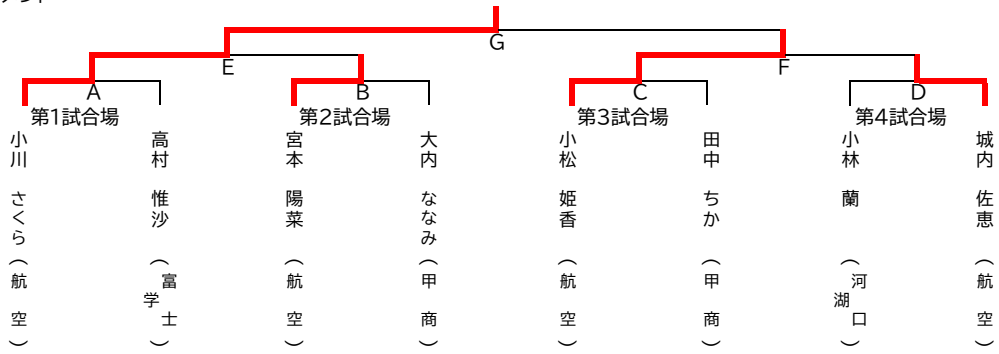 G
E
F
A
B
C
D
第1試合場
第2試合場
第3試合場
第4試合場
小川 さくら（航空）
高村 惟沙（富士学）
宮本 陽菜（航空）
大内 ななみ（甲商）
小松 姫香（航空）
田中 ちか（甲商）
小林 蘭（河口湖）
城内 佐恵（航空）